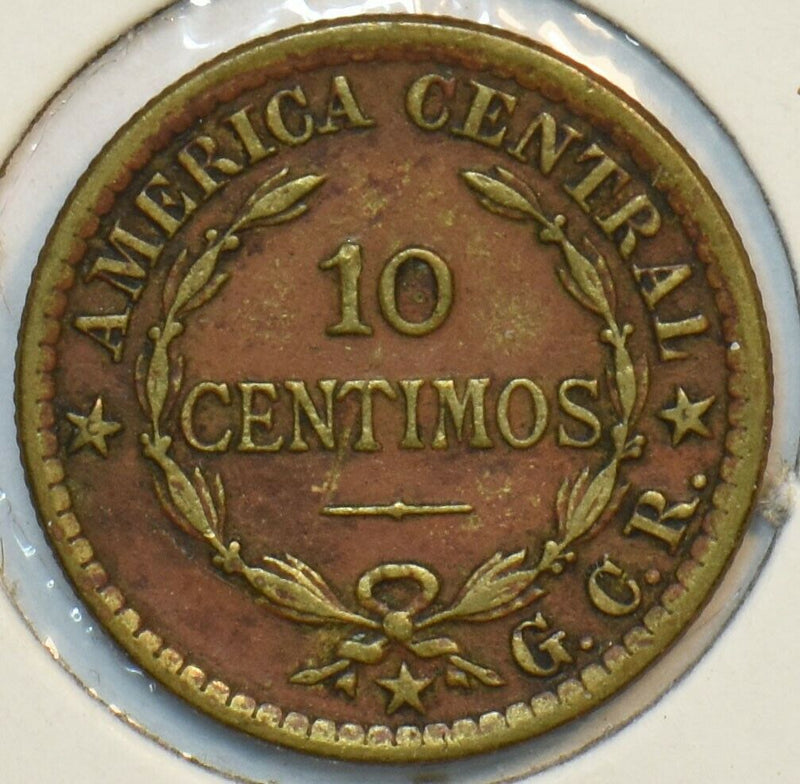 AMERICA CENTRAL
10
CENTIMOS
G. C. R.